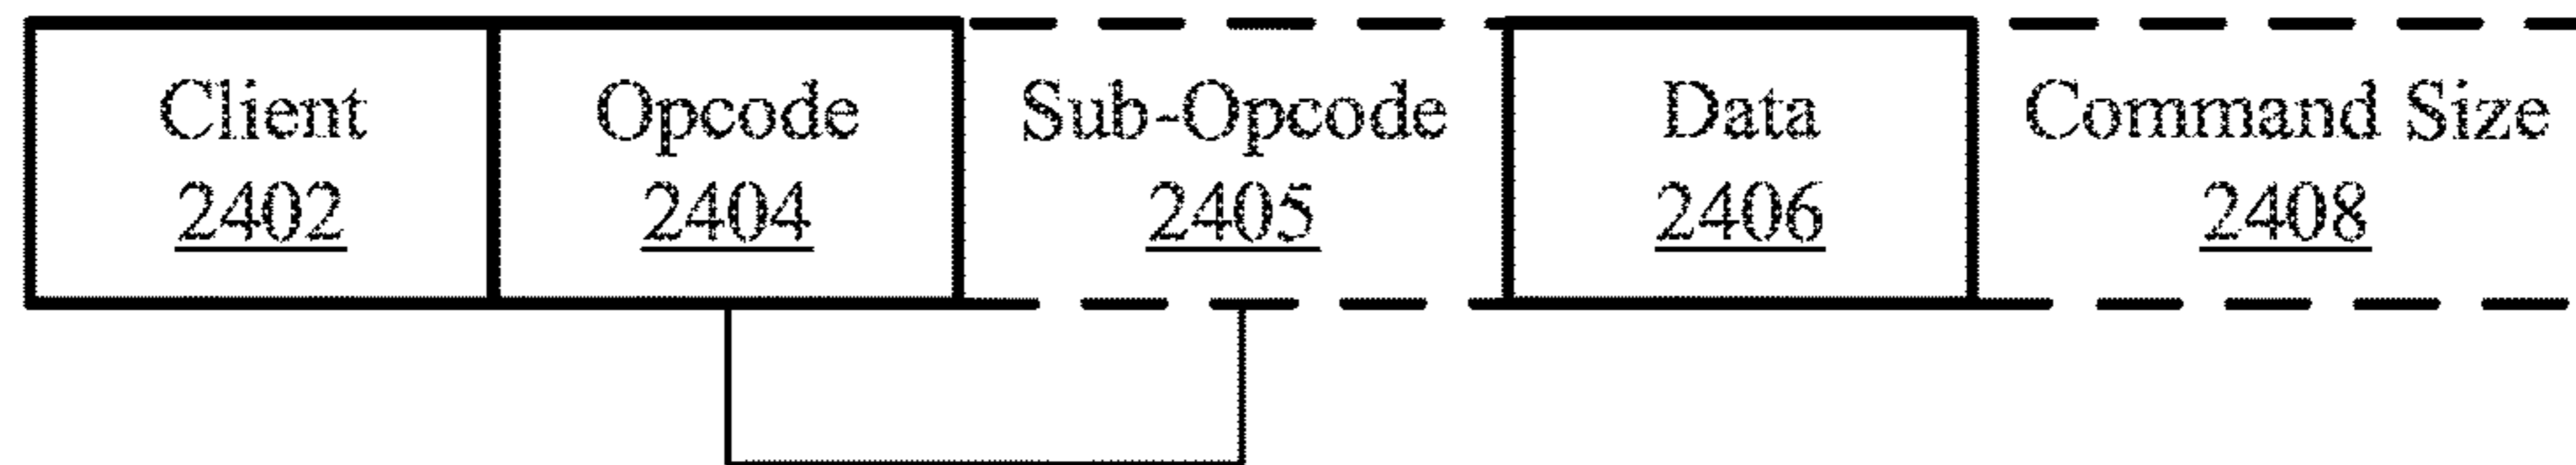 Client
2402
Opcode
2404
Sub-Opcode
2405
Data
2406
Command Size
2408